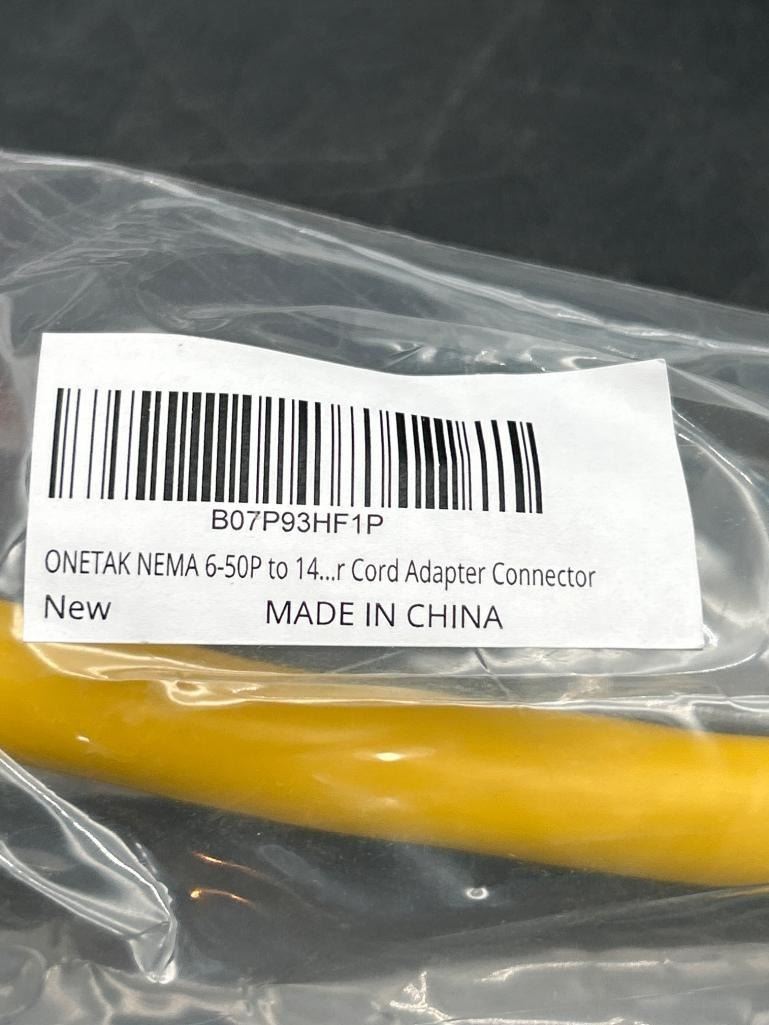 B07P93HF1P
ONETAK NEMA 6-50P to 14...r Cord Adapter Connector
New MADE IN CHINA